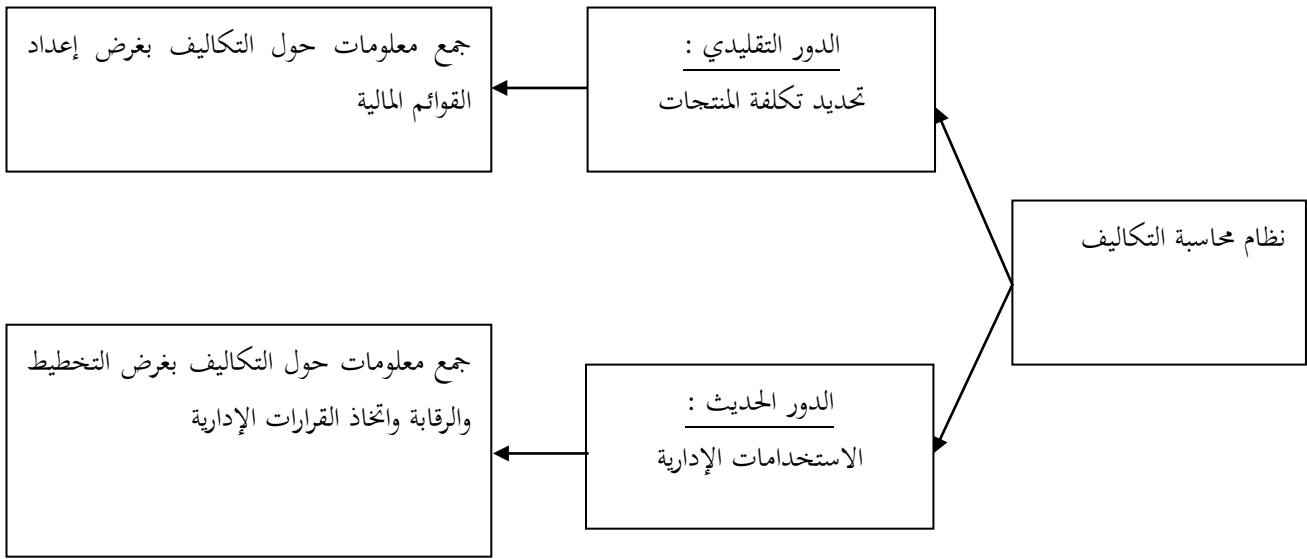 نظام محاسبة التكاليف
الدور التقليدي :
تحديد تكلفة المنتجات
جمع معلومات حول التكاليف بغرض إعداد
القوائم المالية
الدور الحديث :
الاستخدامات الإدارية
جمع معلومات حول التكاليف بغرض التخطيط
والرقابة واتخاذ القرارات الإدارية